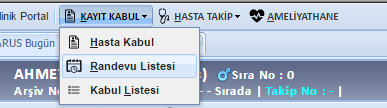 linik Portal KAYIT KABUL HASTA TAKİP AMELİYATHANE
ARUS Bugün
Hasta Kabul
Randevu Listesi
Kabul Listesi
AHME ) Sıra No : 0
Arşiv No -- Sırada | Takip No : - |